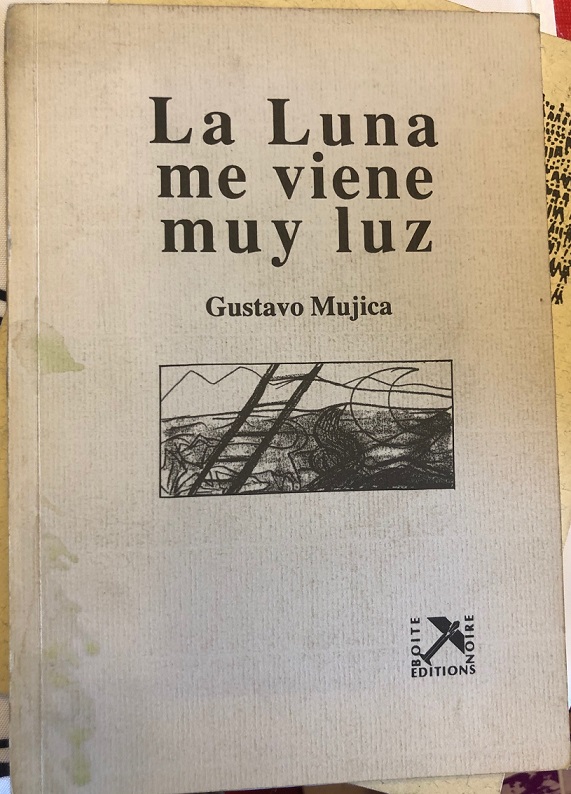 La Luna
me viene
muy luz
Gustavo Mujica
BOITE
NOIRE
EDITIONS